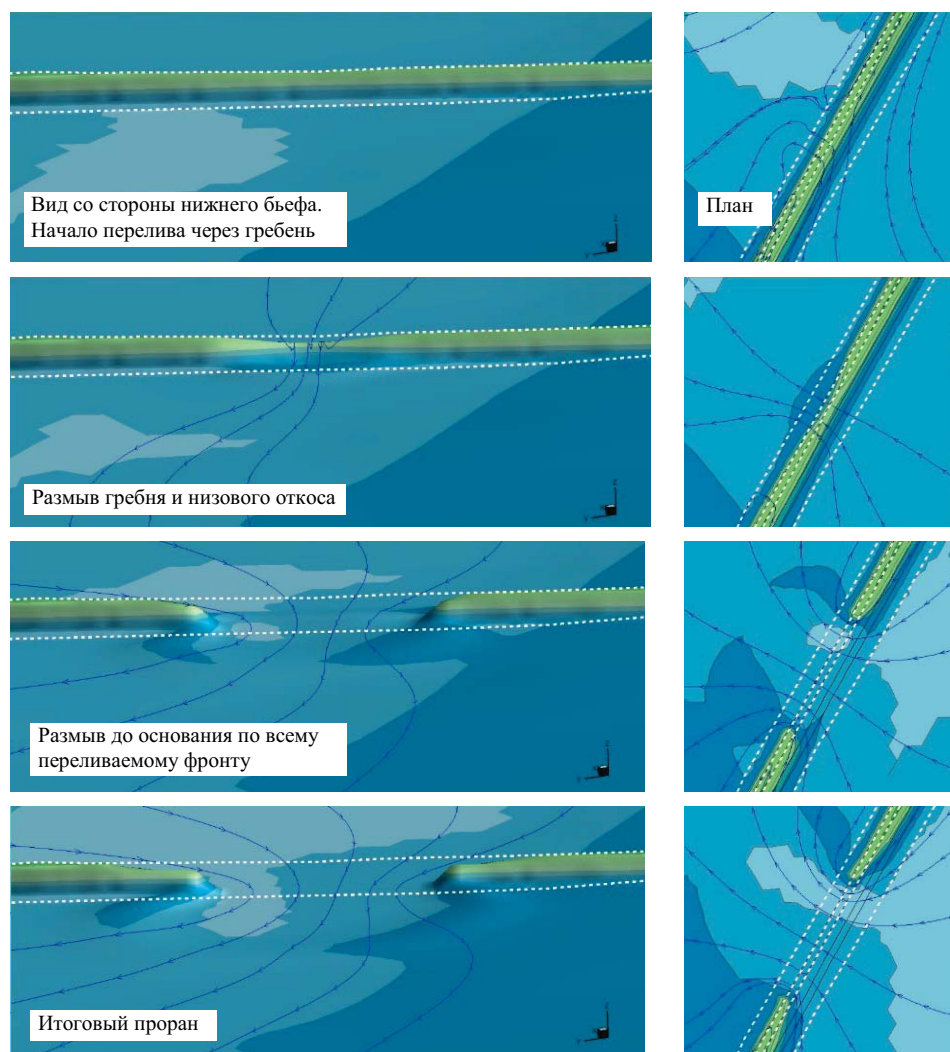 Вид со стороны нижнего бьефа.
Начало перелива через гребень
План
Размыв гребня и низового откоса
Размыв до основания по всему
переливаемому фронту
Итоговый проран